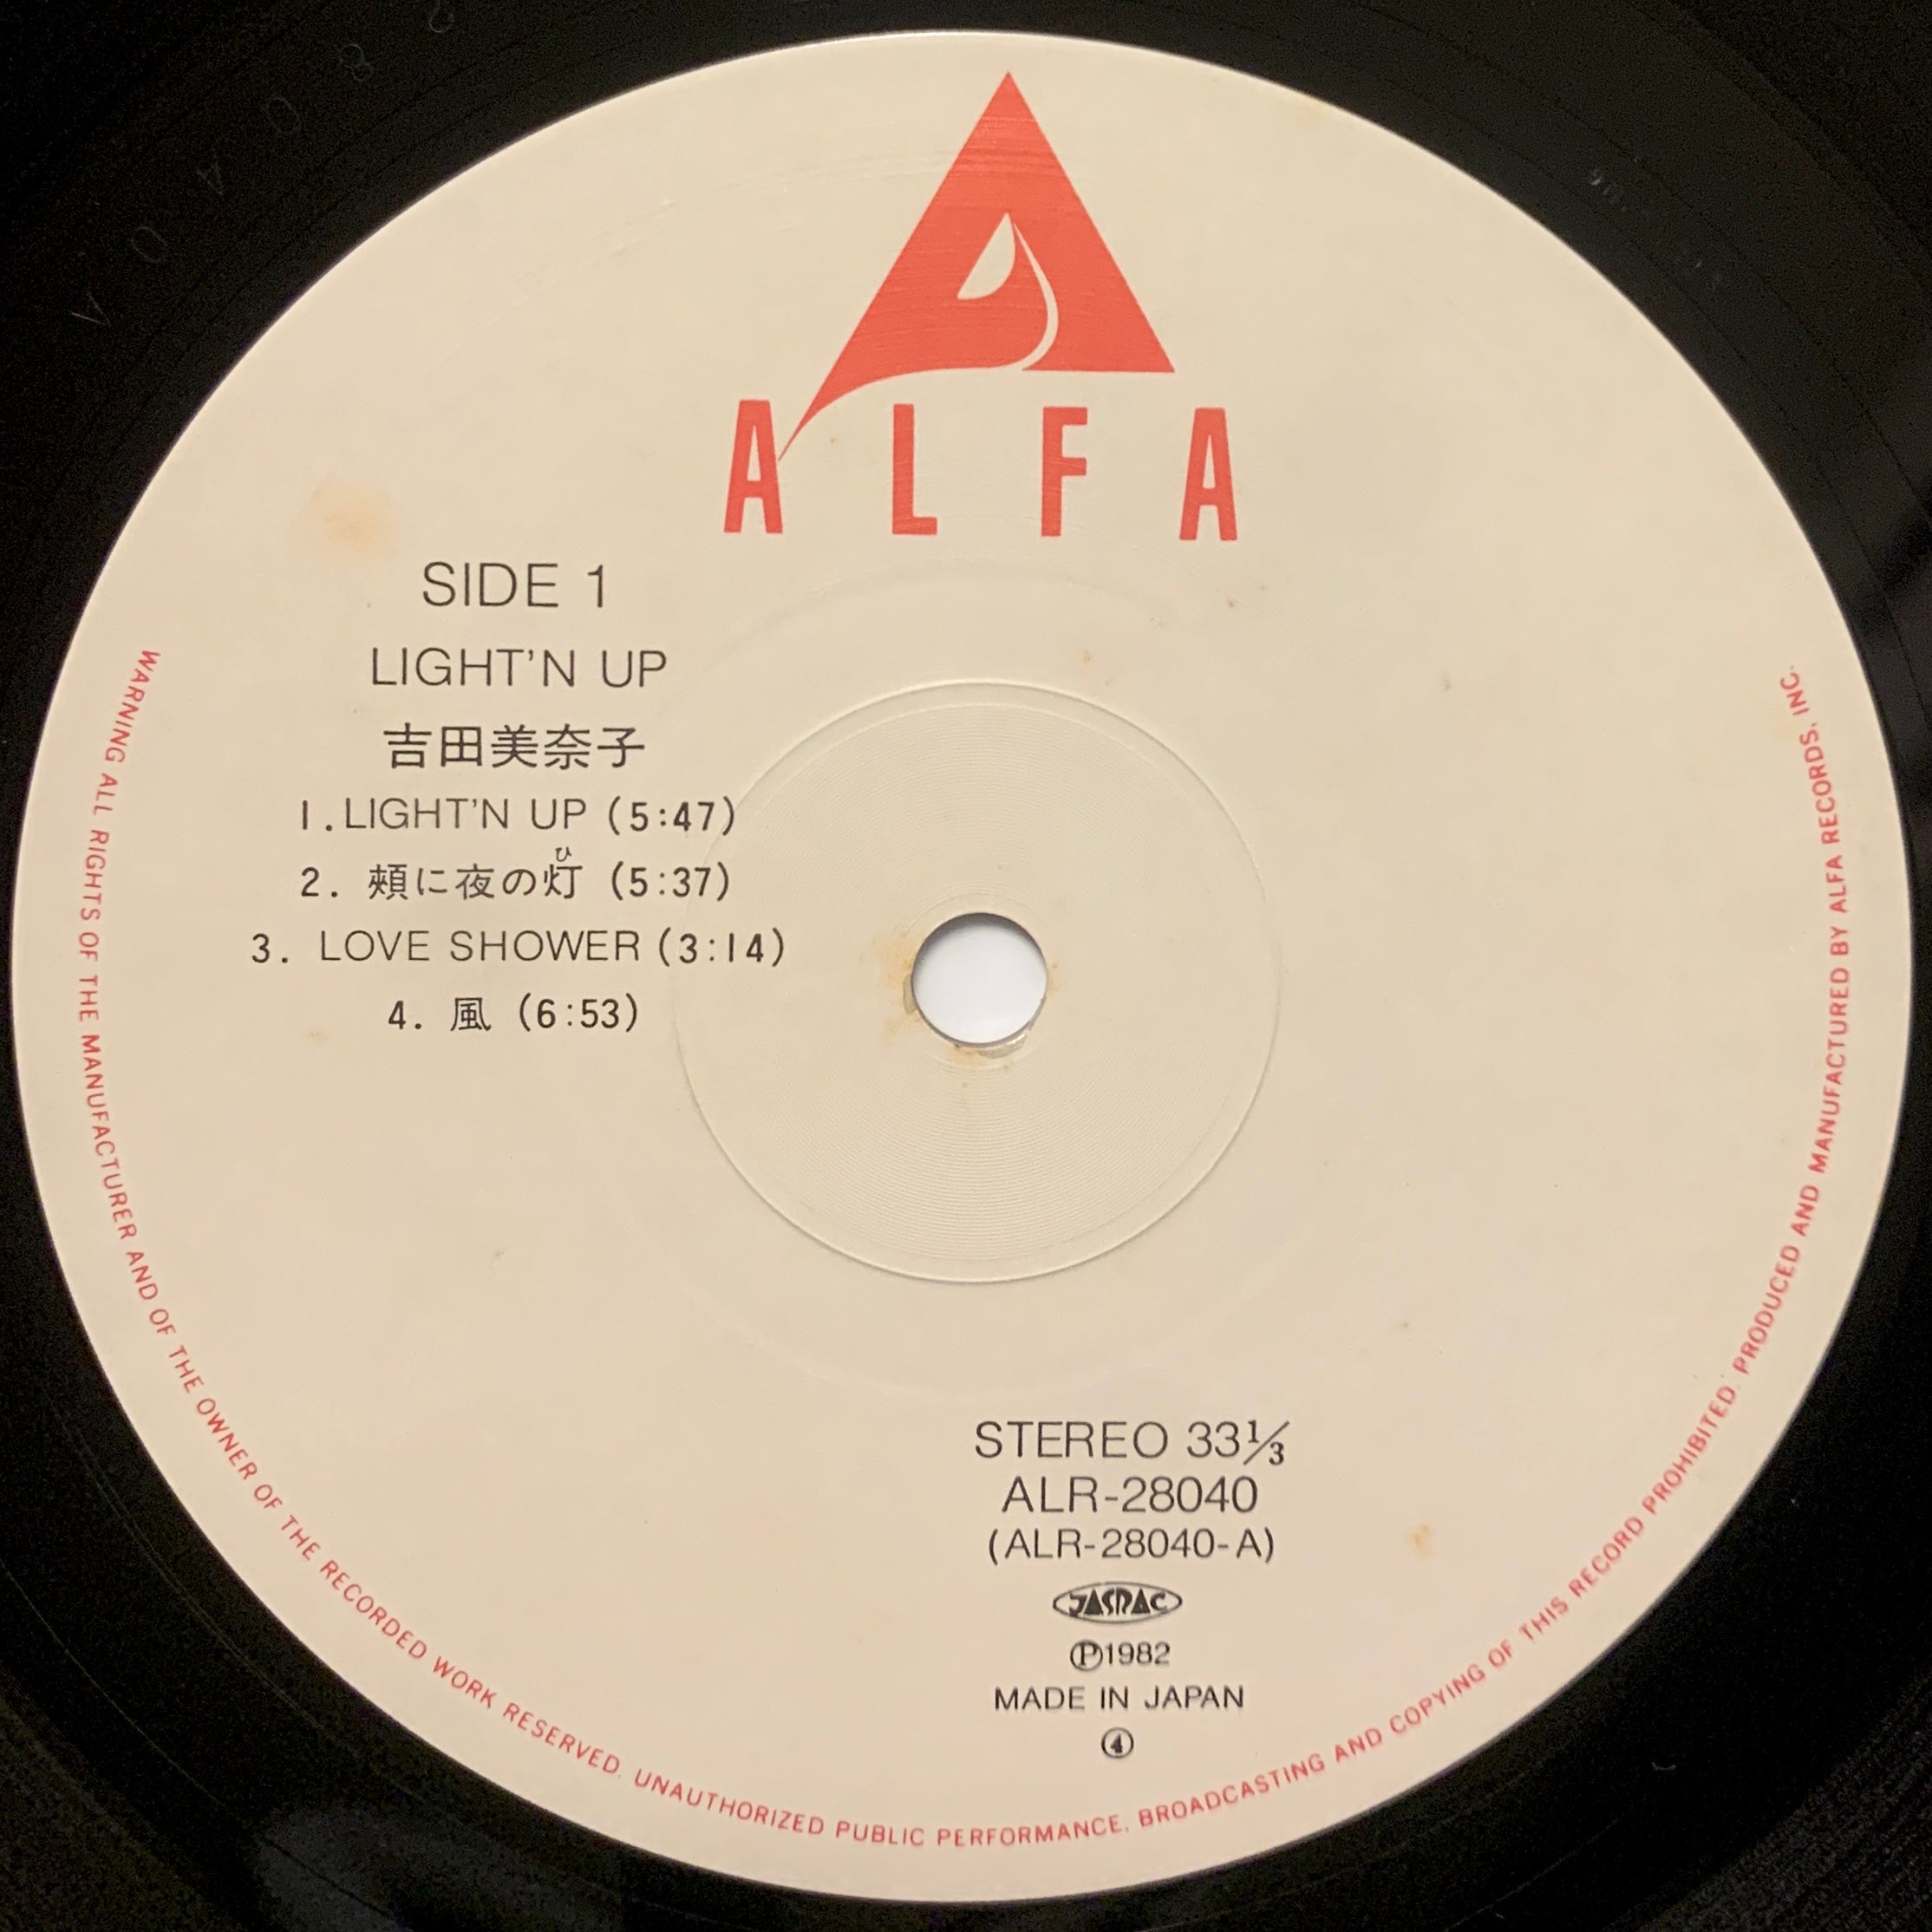 ALFA
SIDE 1
LIGHT'N UP
吉田美奈子
1. LIGHT'N UP (5:47)
ひ
2. 頬に夜の灯 (5:37)
3. LOVE SHOWER (3:14)
4. 風 (6:53)
STEREO 33⅓
ALR-28040
(ALR-28040-A)
JASRAC
Ⓟ1982
MADE IN JAPAN
④
WARNING ALL RIGHTS OF THE MANUFACTURER AND OF THE OWNER OF THE RECORDED WORK RESERVED. UNAUTHORIZED PUBLIC PERFORMANCE, BROADCASTING AND COPYING OF THIS RECORD PROHIBITED. PRODUCED AND MANUFACTURED BY ALFA RECORDS, INC.